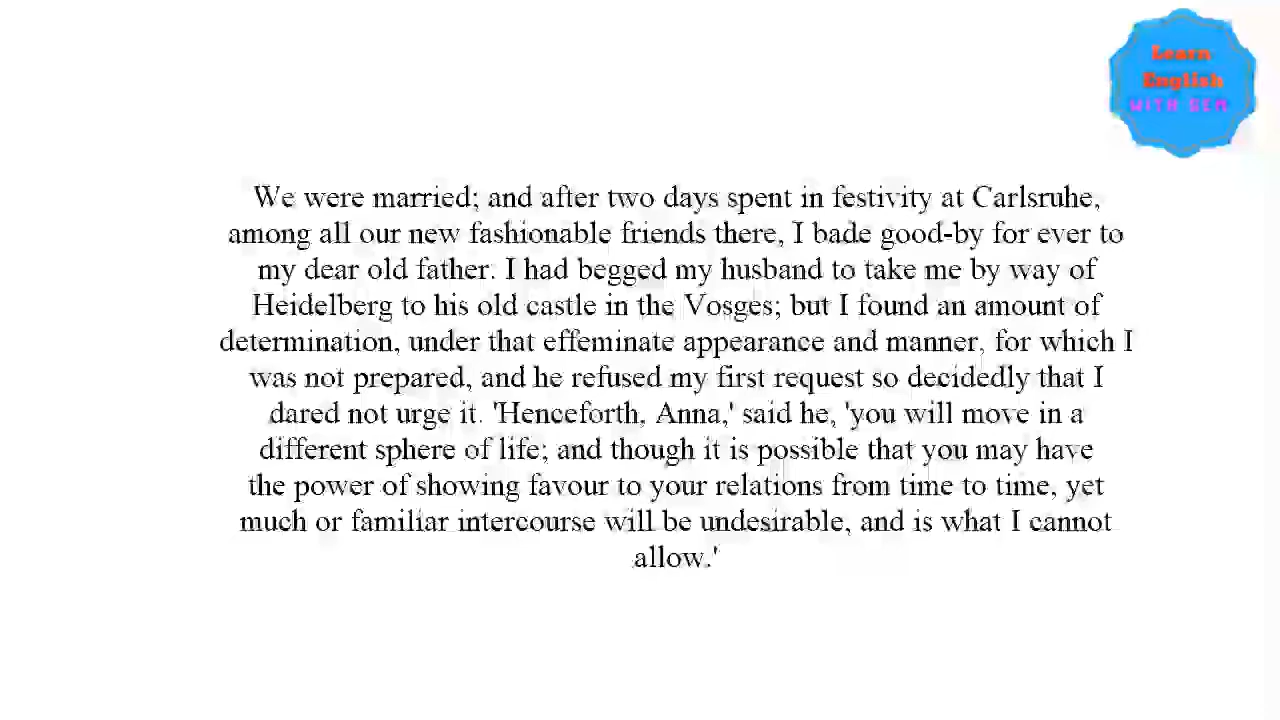 Learn
English
WITH GEM
We were married; and after two days spent in festivity at Carlsruhe,
among all our new fashionable friends there, I bade good-by for ever to
my dear old father. I had begged my husband to take me by way of
Heidelberg to his old castle in the Vosges; but I found an amount of
determination, under that effeminate appearance and manner, for which I
was not prepared, and he refused my first request so decidedly that I
dared not urge it. 'Henceforth, Anna,' said he, 'you will move in a
different sphere of life; and though it is possible that you may have
the power of showing favour to your relations from time to time, yet
much or familiar intercourse will be undesirable, and is what I cannot
allow.'